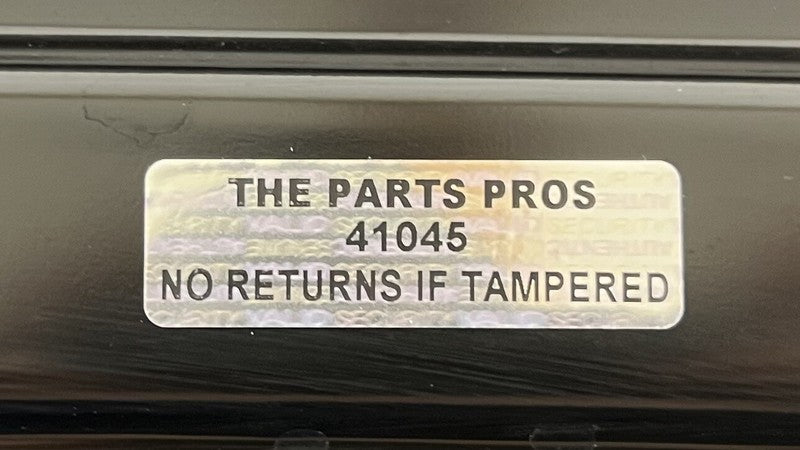 THE PARTS PROS
41045
NO RETURNS IF TAMPERED